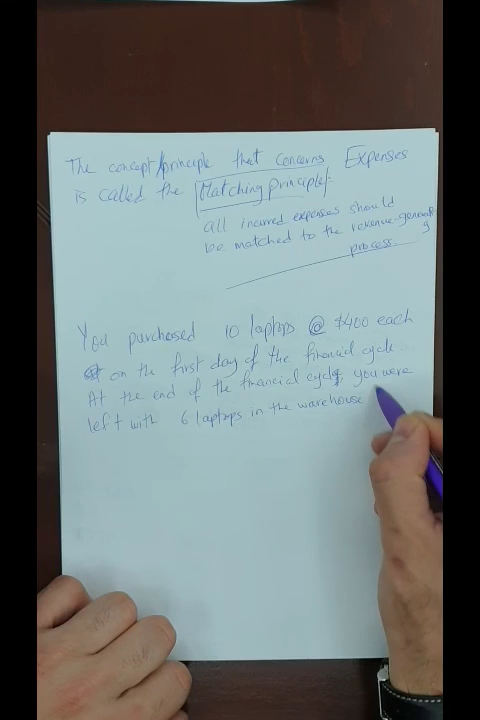 The concept/principle that concerns Expenses
is called the Matching principle.
all incurred expenses should
be matched to the revenue-generating
process.
You purchased 10 laptops @ $400 each
on the first day of the financial cycle.
At the end of the financial cycle, you were
left with 6 laptops in the warehouse